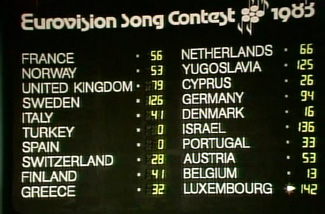 Eurovision Song Contest 1983
FRANCE 56
NORWAY 53
UNITED KINGDOM 79
SWEDEN 126
ITALY 41
TURKEY 0
SPAIN 0
SWITZERLAND 28
FINLAND 41
GREECE 32
NETHERLANDS 66
YUGOSLAVIA 125
CYPRUS 26
GERMANY 94
DENMARK 16
ISRAEL 136
PORTUGAL 33
AUSTRIA 53
BELGIUM 13
LUXEMBOURG 142